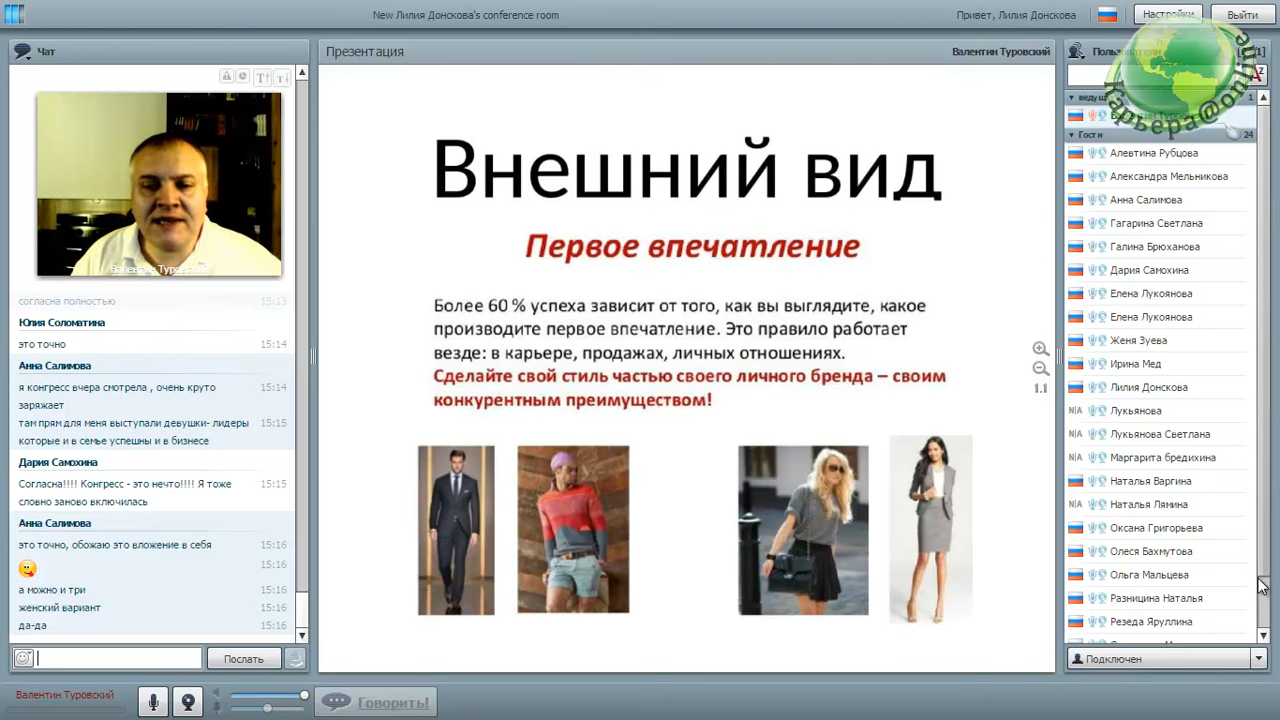 New Лилия Донскова's conference room
Привет, Лилия Донскова
Настройки
Выйти
Чат
Валентин Туровский
согласна полностью 15:13
Юлия Соломатина
это точно 15:14
Анна Салимова
я конгресс вчера смотрела , очень круто 15:14
заряжает
там прям для меня выступали девушки- лидеры 15:15
которые и в семье успешны и в бизнесе
Дария Самохина
Согласна!!!! Конгресс - это нечто!!!! Я тоже 15:15
словно заново включилась
Анна Салимова
это точно, обожаю это вложение в себя 15:16
15:16
а можно и три 15:16
женский вариант 15:16
да-да 15:16
Послать
Валентин Туровский
Говорить!
Презентация
Валентин Туровский
Внешний вид
Первое впечатление
Более 60 % успеха зависит от того, как вы выглядите, какое
производите первое впечатление. Это правило работает
везде: в карьере, продажах, личных отношениях.
Сделайте свой стиль частью своего личного бренда – своим
конкурентным преимуществом!
1.1
Карьера@online
Гости 24
Алевтина Рубцова
Александра Мельникова
Анна Салимова
Гагарина Светлана
Галина Брюханова
Дария Самохина
Елена Лукоянова
Елена Лукоянова
Женя Зуева
Ирина Мед
Лилия Донскова
N/A Лукьянова
N/A Лукьянова Светлана
Маргарита бредихина
Наталья Варгина
N/A Наталья Лямина
Оксана Григорьева
Олеся Бахмутова
Ольга Мальцева
Разницина Наталья
Резеда Яруллина
Подключен